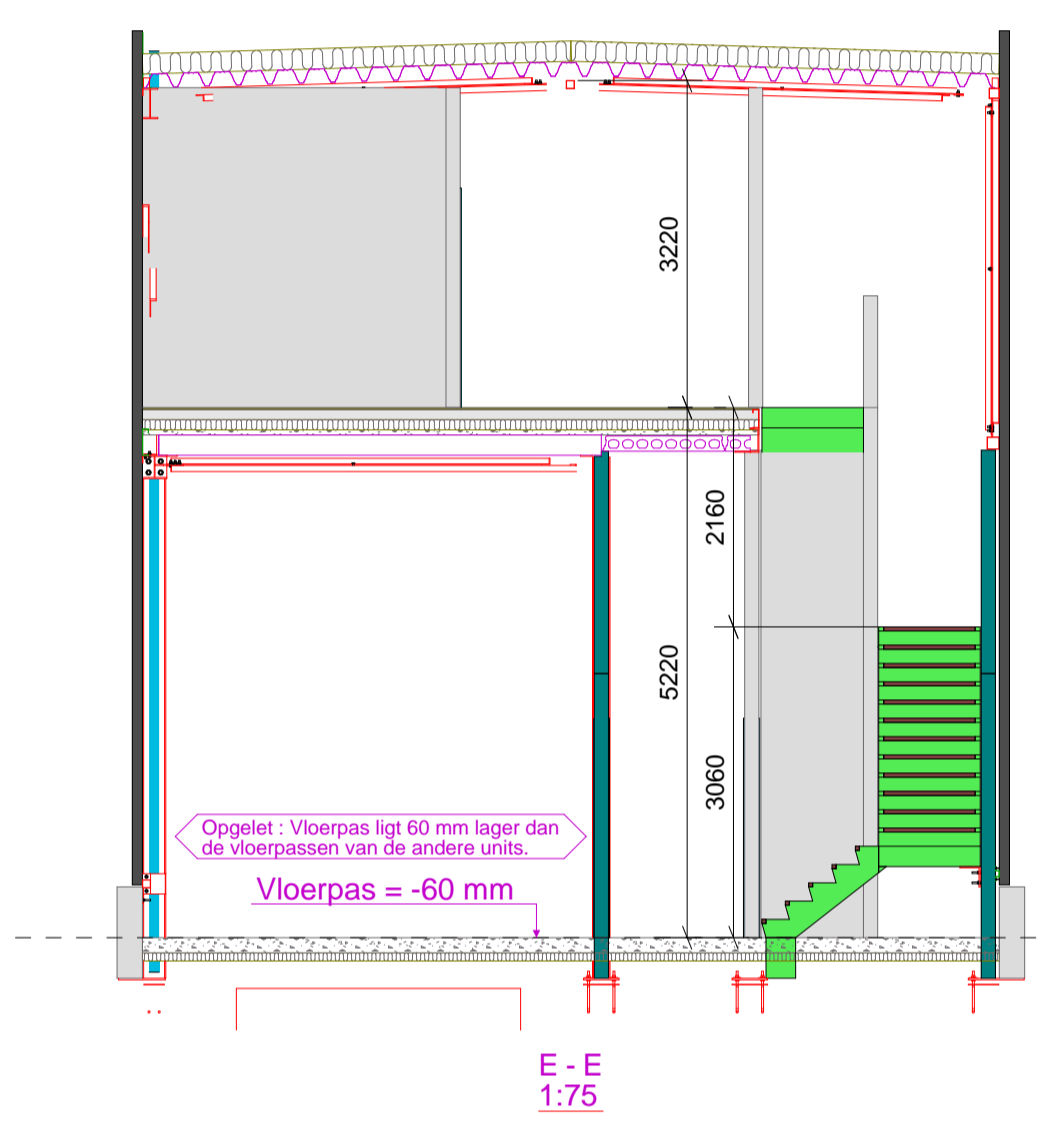 3220
2160
5220
3060
Opgelet : Vloerpas ligt 60 mm lager dan
de vloerpassen van de andere units.
Vloerpas = -60 mm
E - E
1:75